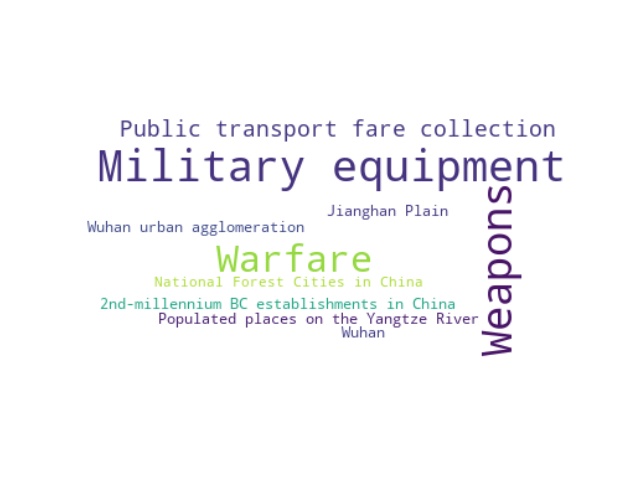 Public transport fare collection
Military equipment
Weapons
Jianghan Plain
Wuhan urban agglomeration
Warfare
National Forest Cities in China
2nd-millennium BC establishments in China
Populated places on the Yangtze River
Wuhan